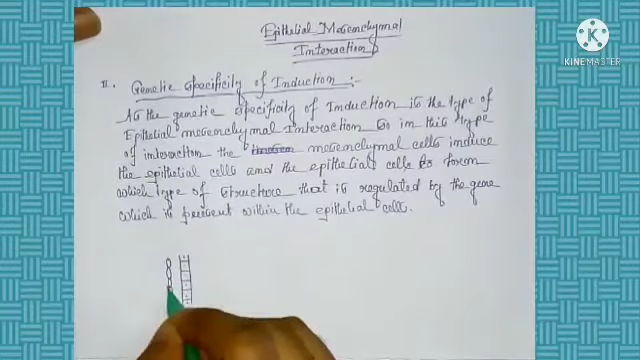 Epithelial Mesenchymal
Interaction
II. Genetic Specificity of Induction :-
As the genetic specificity of Induction is the type of
Epithelial mesenchymal Interaction so in this type
of interaction the mesenchymal cells induce
the epithelial cells and the epithelial cells to form
which type of structure that is regulated by the gene
which is present within the epithelial cell.
KINEMASTER